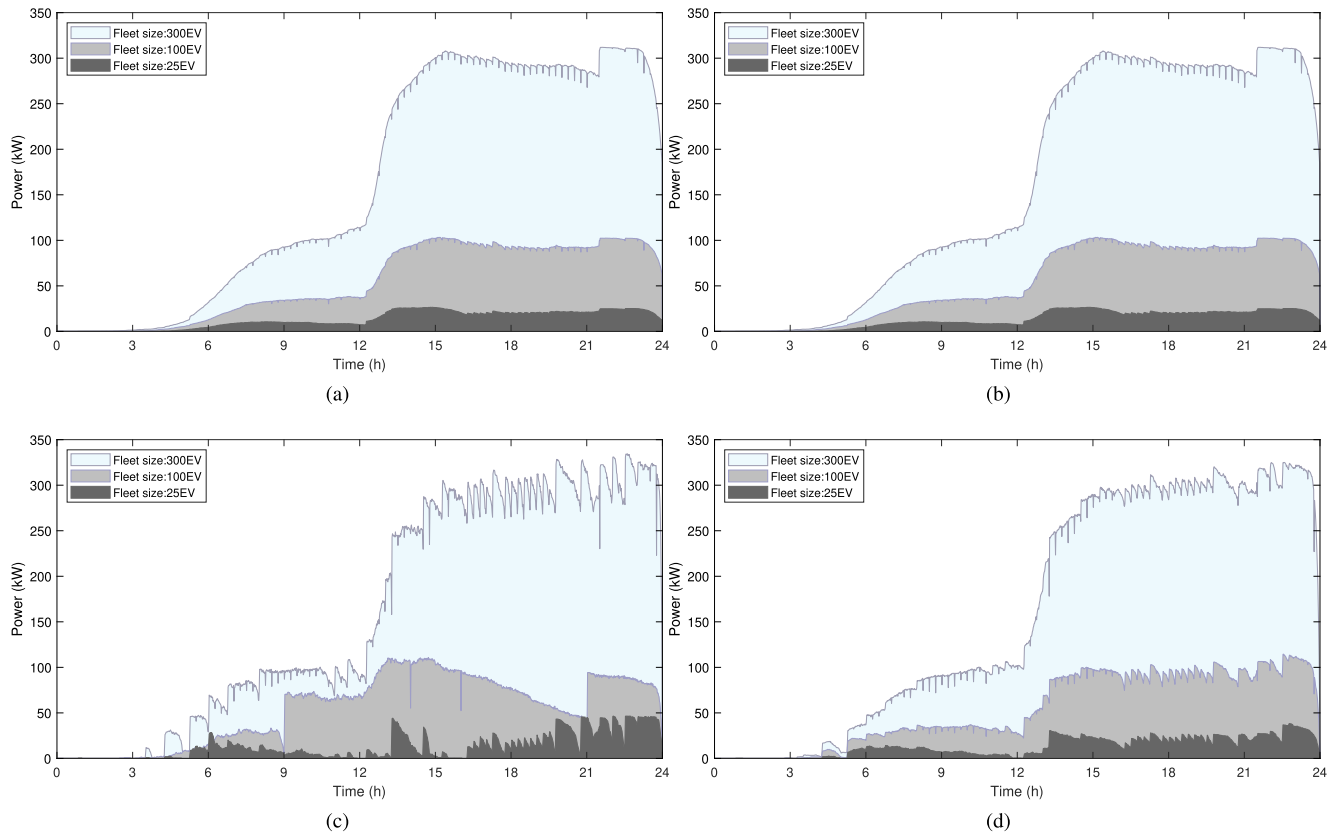 350
300
250
200
150
100
50
0
Power (kW)
Fleet size:300EV
Fleet size:100EV
Fleet size:25EV
0 3 6 9 12 15 18 21 24
Time (h)
(a)
350
300
250
200
150
100
50
0
Power (kW)
Fleet size:300EV
Fleet size:100EV
Fleet size:25EV
0 3 6 9 12 15 18 21 24
Time (h)
(b)
350
300
250
200
150
100
50
0
Power (kW)
Fleet size:300EV
Fleet size:100EV
Fleet size:25EV
0 3 6 9 12 15 18 21 24
Time (h)
(c)
350
300
250
200
150
100
50
0
Power (kW)
Fleet size:300EV
Fleet size:100EV
Fleet size:25EV
0 3 6 9 12 15 18 21 24
Time (h)
(d)